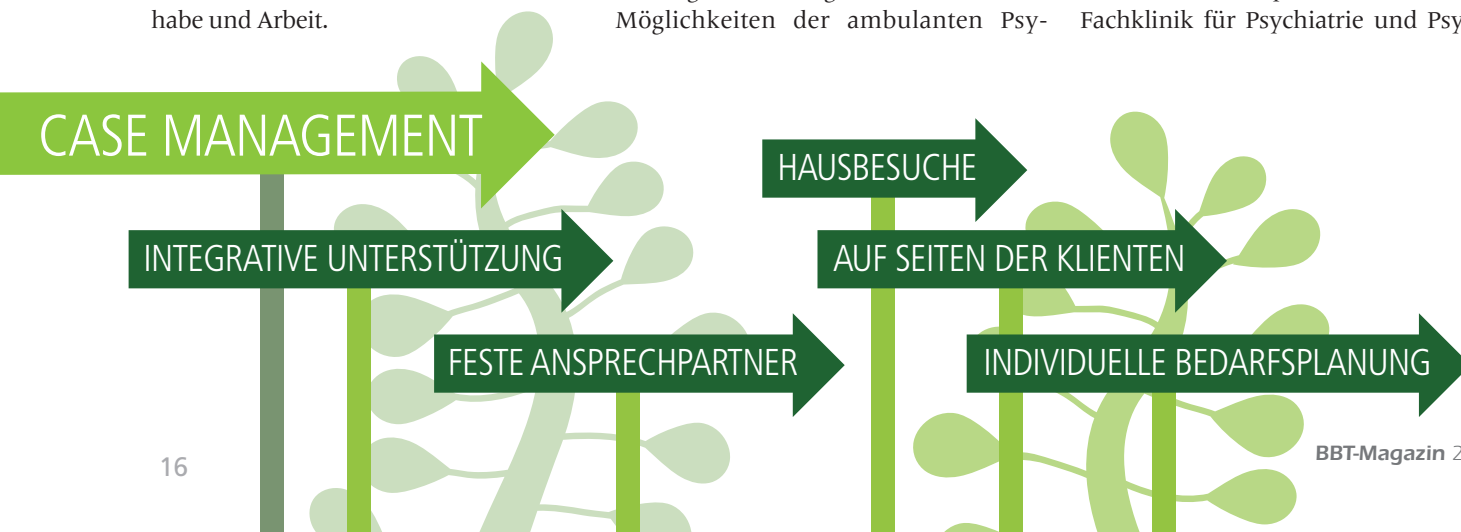 habe und Arbeit.
Möglichkeiten der ambulanten Psy-
Fachklinik für Psychiatrie und
CASE MANAGEMENT
HAUSBESUCHE
INTEGRATIVE UNTERSTÜTZUNG
AUF SEITEN DER KLIENTEN
FESTE ANSPRECHPARTNER
INDIVIDUELLE BEDARFSPLANUNG
16
BBT-Magazin